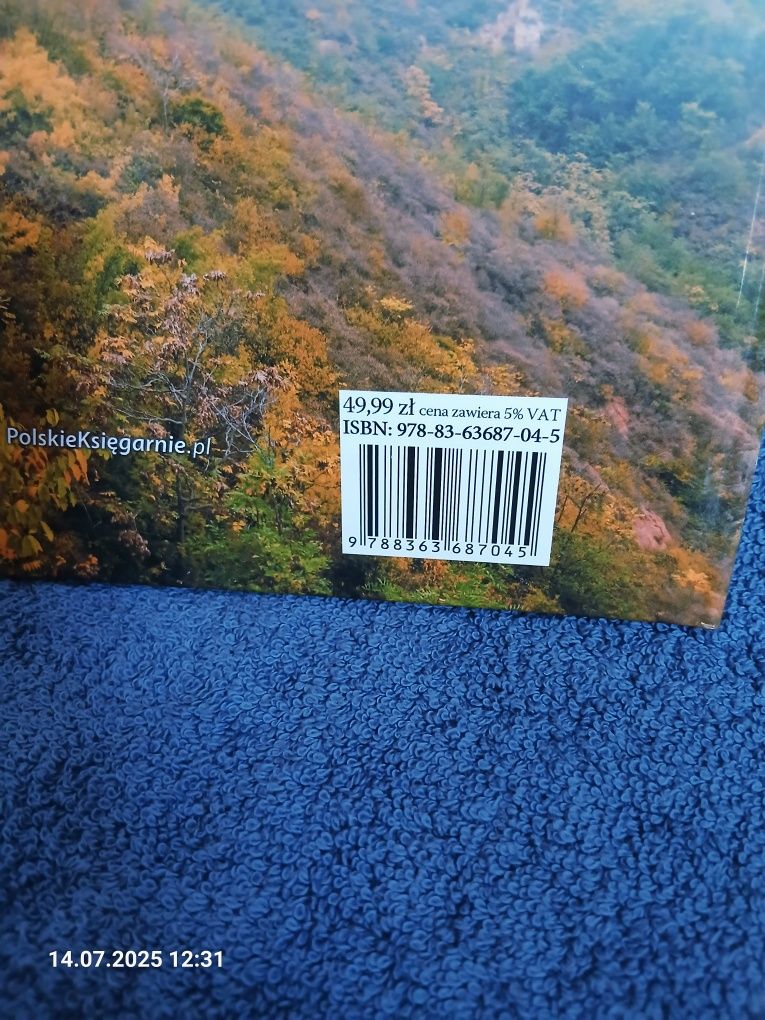 49,99 zł cena zawiera 5% VAT
ISBN: 978-83-63687-04-5
PolskieKsięgarnie.pl
9 788363 687045
14.07.2025 12:31